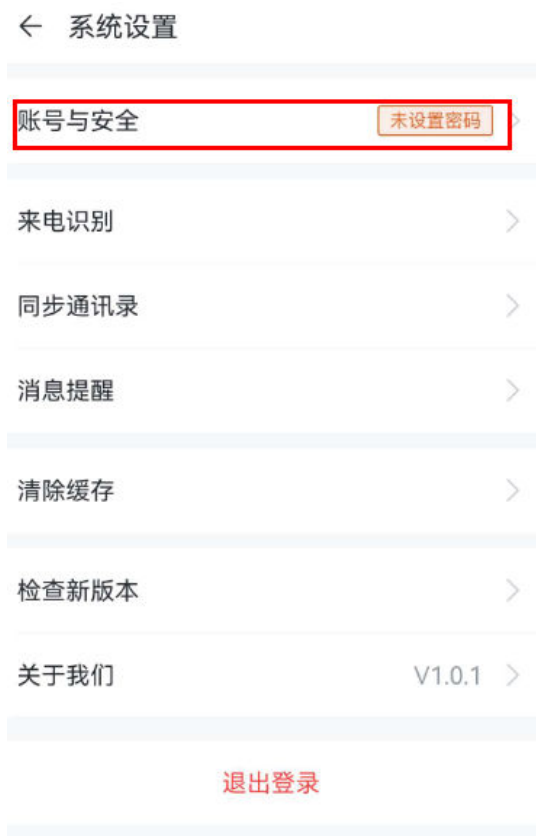 系统设置
账号与安全 未设置密码
来电识别
同步通讯录
消息提醒
清除缓存
检查新版本
关于我们 V1.0.1
退出登录